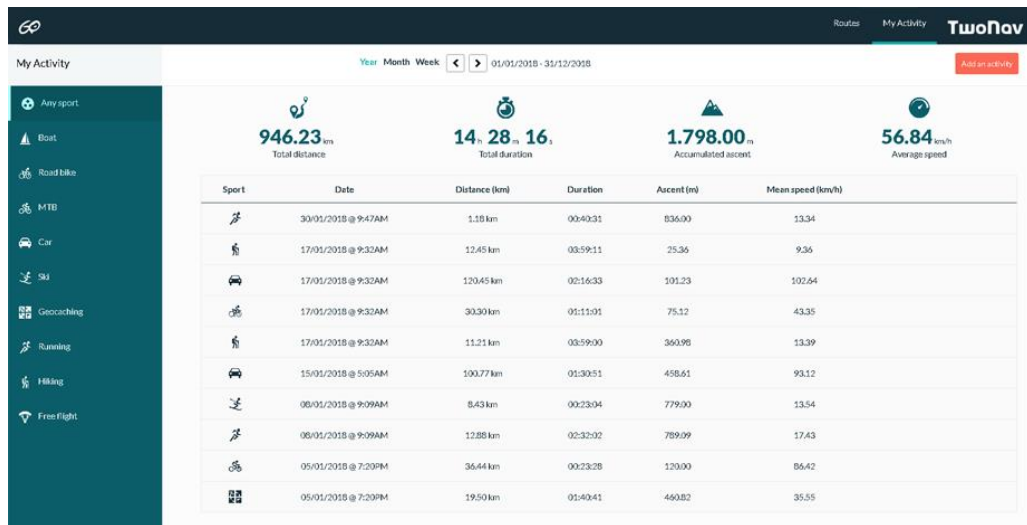 GO Routes My Activity TwoNav
My Activity Year Month Week 01/01/2018 - 31/12/2018 Add an activity
Any sport
Boat
Road bike
MTB
Car
Ski
Geocaching
Running
Hiking
Free flight
946.23 km 14 h 28 m 16 s 1.798.00 m 56.84 km/h
Total distance Total duration Accumulated ascent Average speed
Sport Date Distance (km) Duration Ascent (m) Mean speed (km/h)
30/01/2018 @ 9:47AM 1.18 km 00:40:31 836.00 13.34
17/01/2018 @ 9:32AM 12.45 km 03:59:11 25.36 9.36
17/01/2018 @ 9:32AM 120.45 km 02:16:33 101.23 102.64
17/01/2018 @ 9:32AM 30.30 km 01:11:01 75.12 43.35
17/01/2018 @ 9:32AM 11.21 km 03:59:00 360.98 13.39
15/01/2018 @ 5:05AM 100.77 km 01:30:51 458.61 93.12
08/01/2018 @ 9:09AM 8.43 km 00:23:04 779.00 13.54
08/01/2018 @ 9:09AM 12.88 km 02:32:02 789.09 17.43
05/01/2018 @ 7:20PM 36.44 km 00:23:28 120.00 86.42
05/01/2018 @ 7:20PM 19.50 km 01:40:41 460.82 35.55